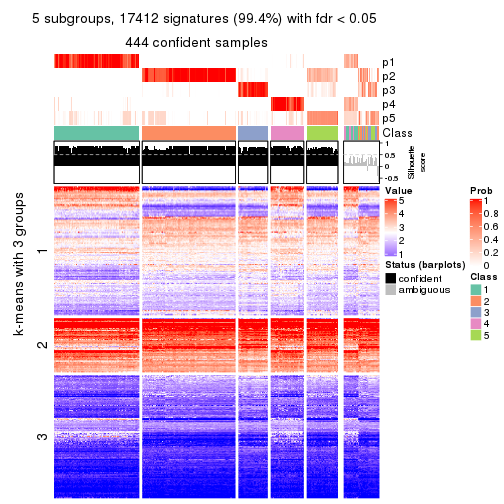 5 subgroups, 17412 signatures (99.4%) with fdr < 0.05
444 confident samples
p1
p2
p3
p4
p5
Class
1
0.5
0
-0.5
Silhouette
score
k-means with 3 groups
1
2
3
Value
5
4
3
2
1
Status (barplots)
confident
ambiguous
Prob
1
0.8
0.6
0.4
0.2
0
Class
1
2
3
4
5